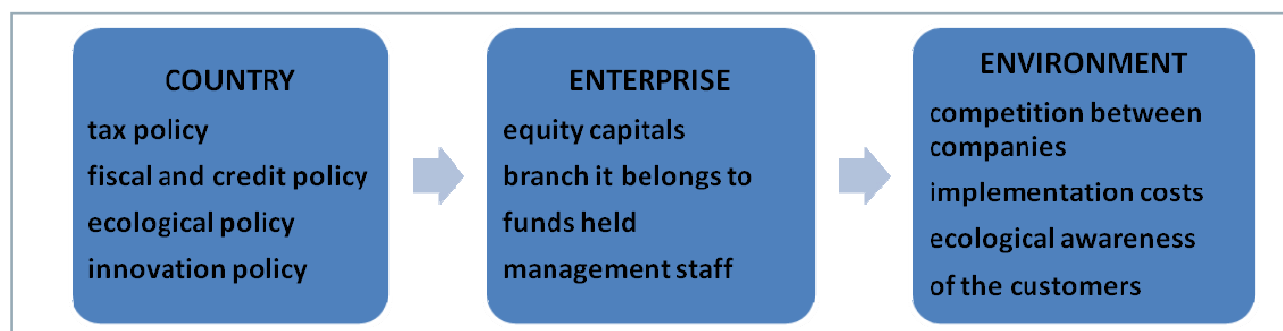 COUNTRY
tax policy
fiscal and credit policy
ecological policy
innovation policy
ENTERPRISE
equity capitals
branch it belongs to
funds held
management staff
ENVIRONMENT
competition between
companies
implementation costs
ecological awareness
of the customers